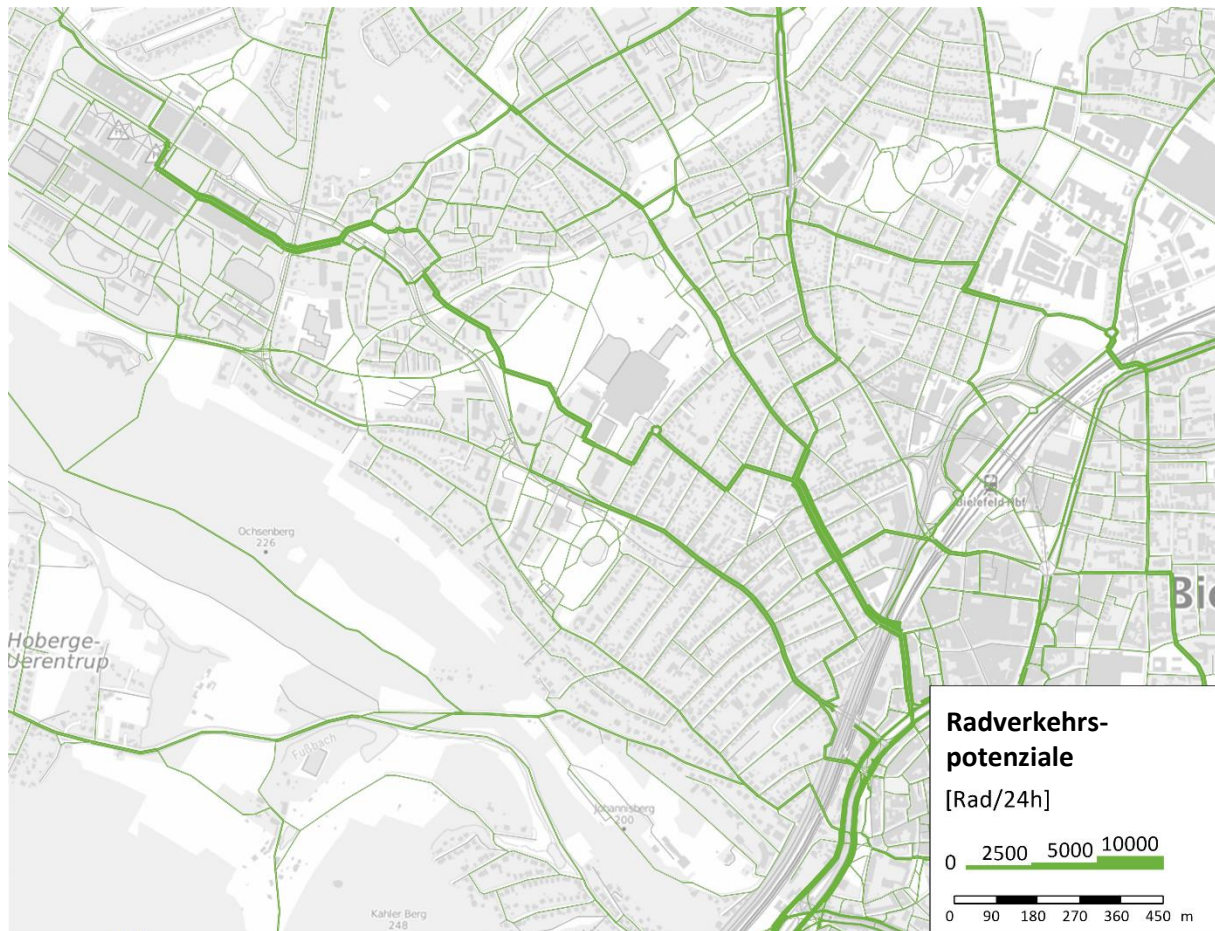 Ochsenberg
226
Bielefeld Hbf
Bie
Hoberge-
Uerentrup
Fußbach
Johannisberg
200
Kahler Berg
248
Radverkehrs-
potenziale
[Rad/24h]
0 2500 5000 10000
0 90 180 270 360 450 m